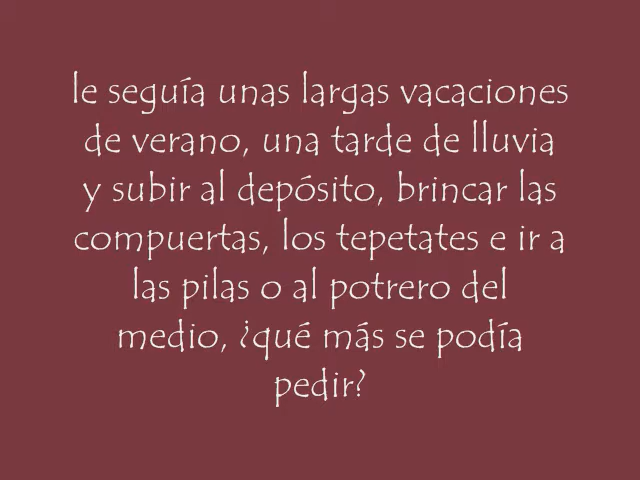 le seguía unas largas vacaciones
de verano, una tarde de lluvia
y subir al depósito, brincar las
compuertas, los tepetates e ir a
las pilas o al potrero del
medio, ¿qué más se podía
pedir?